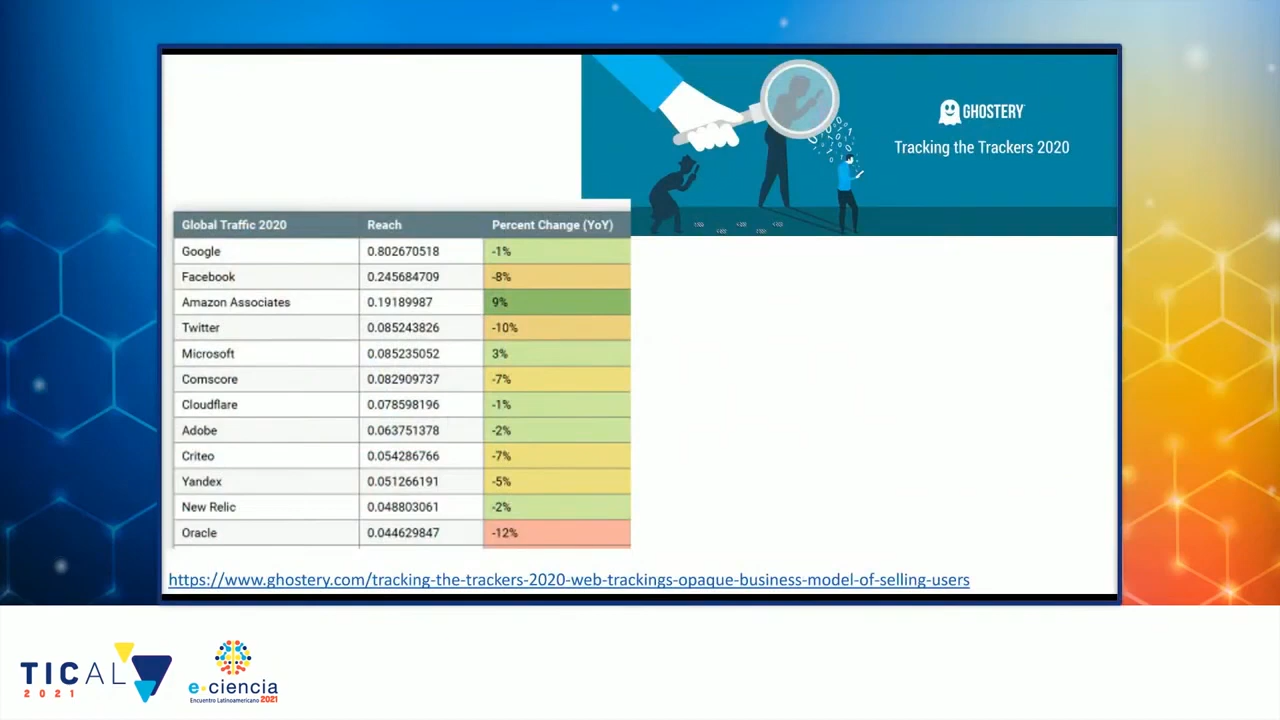 GHOSTERY
Tracking the Trackers 2020
Global Traffic 2020 Reach Percent Change (YoY)
Google 0.802670518 -1%
Facebook 0.245684709 -8%
Amazon Associates 0.19189987 9%
Twitter 0.085243826 -10%
Microsoft 0.085235052 3%
Comscore 0.082909737 -7%
Cloudflare 0.078598196 -1%
Adobe 0.063751378 -2%
Criteo 0.054286766 -7%
Yandex 0.051266191 -5%
New Relic 0.048803061 -2%
Oracle 0.044629847 -12%
https://www.ghostery.com/tracking-the-trackers-2020-web-trackings-opaque-business-model-of-selling-users
TICAL
2021
e-ciencia
Encuentro Latinoamericano 2021